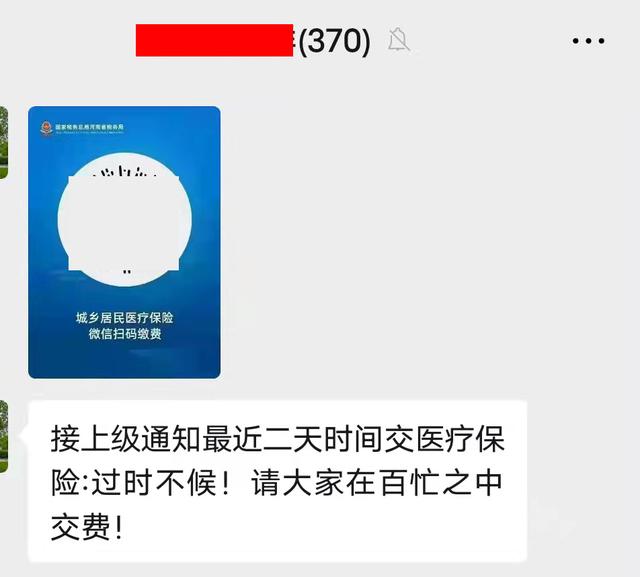 (370)
国家税务总局河南省税务局
城乡居民医疗保险
微信扫码缴费
接上级通知最近二天时间交医疗保
险:过时不候！请大家在百忙之中
交费！